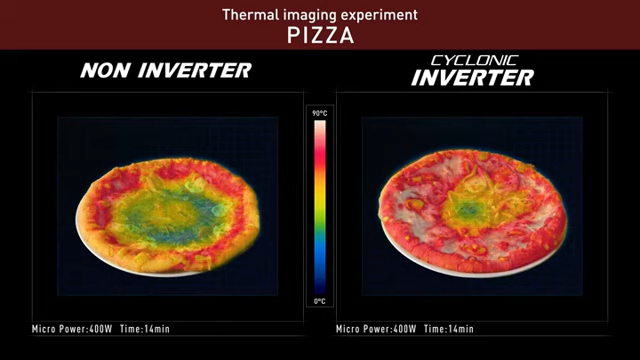 Thermal imaging experiment
PIZZA
NON INVERTER
CYCLONIC
INVERTER
90°C
0°C
Micro Power:400W Time:14min
Micro Power:400W Time:14min